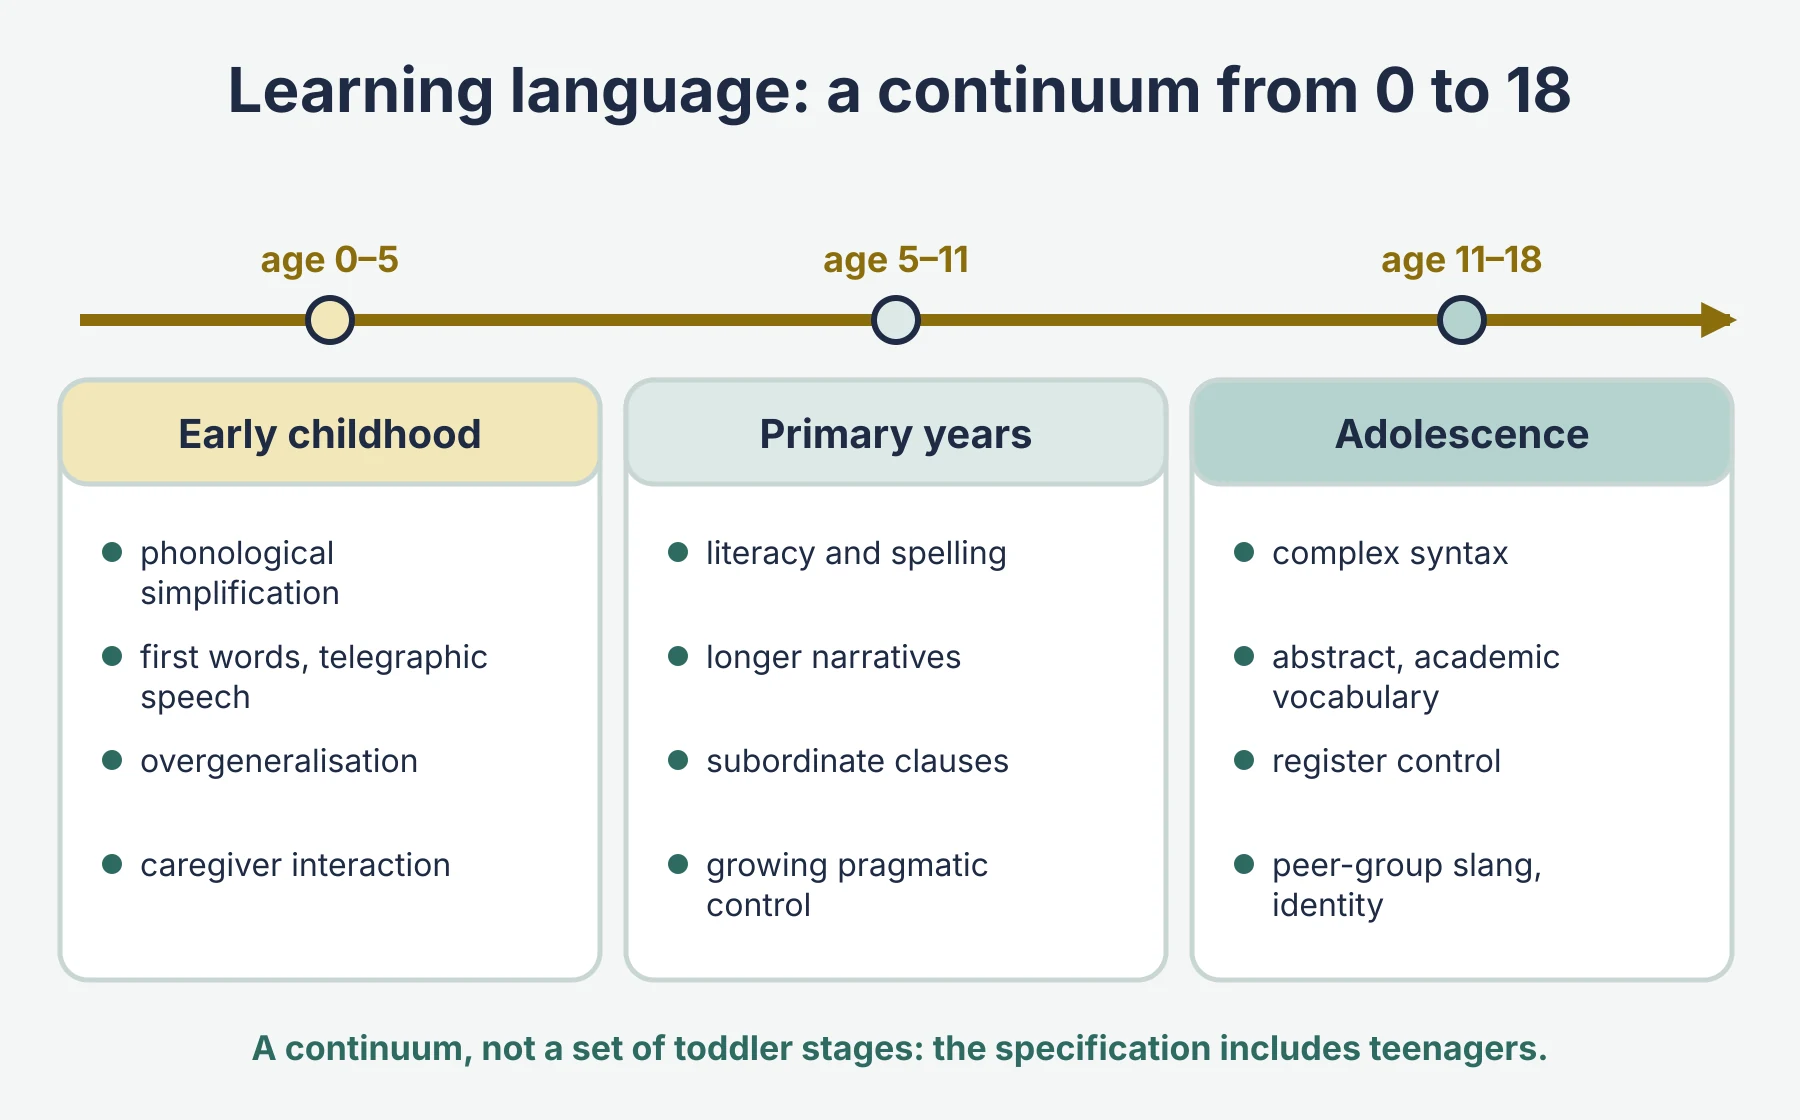 Learning language: a continuum from 0 to 18
age 0–5
age 5–11
age 11–18
Early childhood
phonological
simplification
first words, telegraphic
speech
overgeneralisation
caregiver interaction
Primary years
literacy and spelling
longer narratives
subordinate clauses
growing pragmatic
control
Adolescence
complex syntax
abstract, academic
vocabulary
register control
peer-group slang,
identity
A continuum, not a set of toddler stages: the specification includes teenagers.